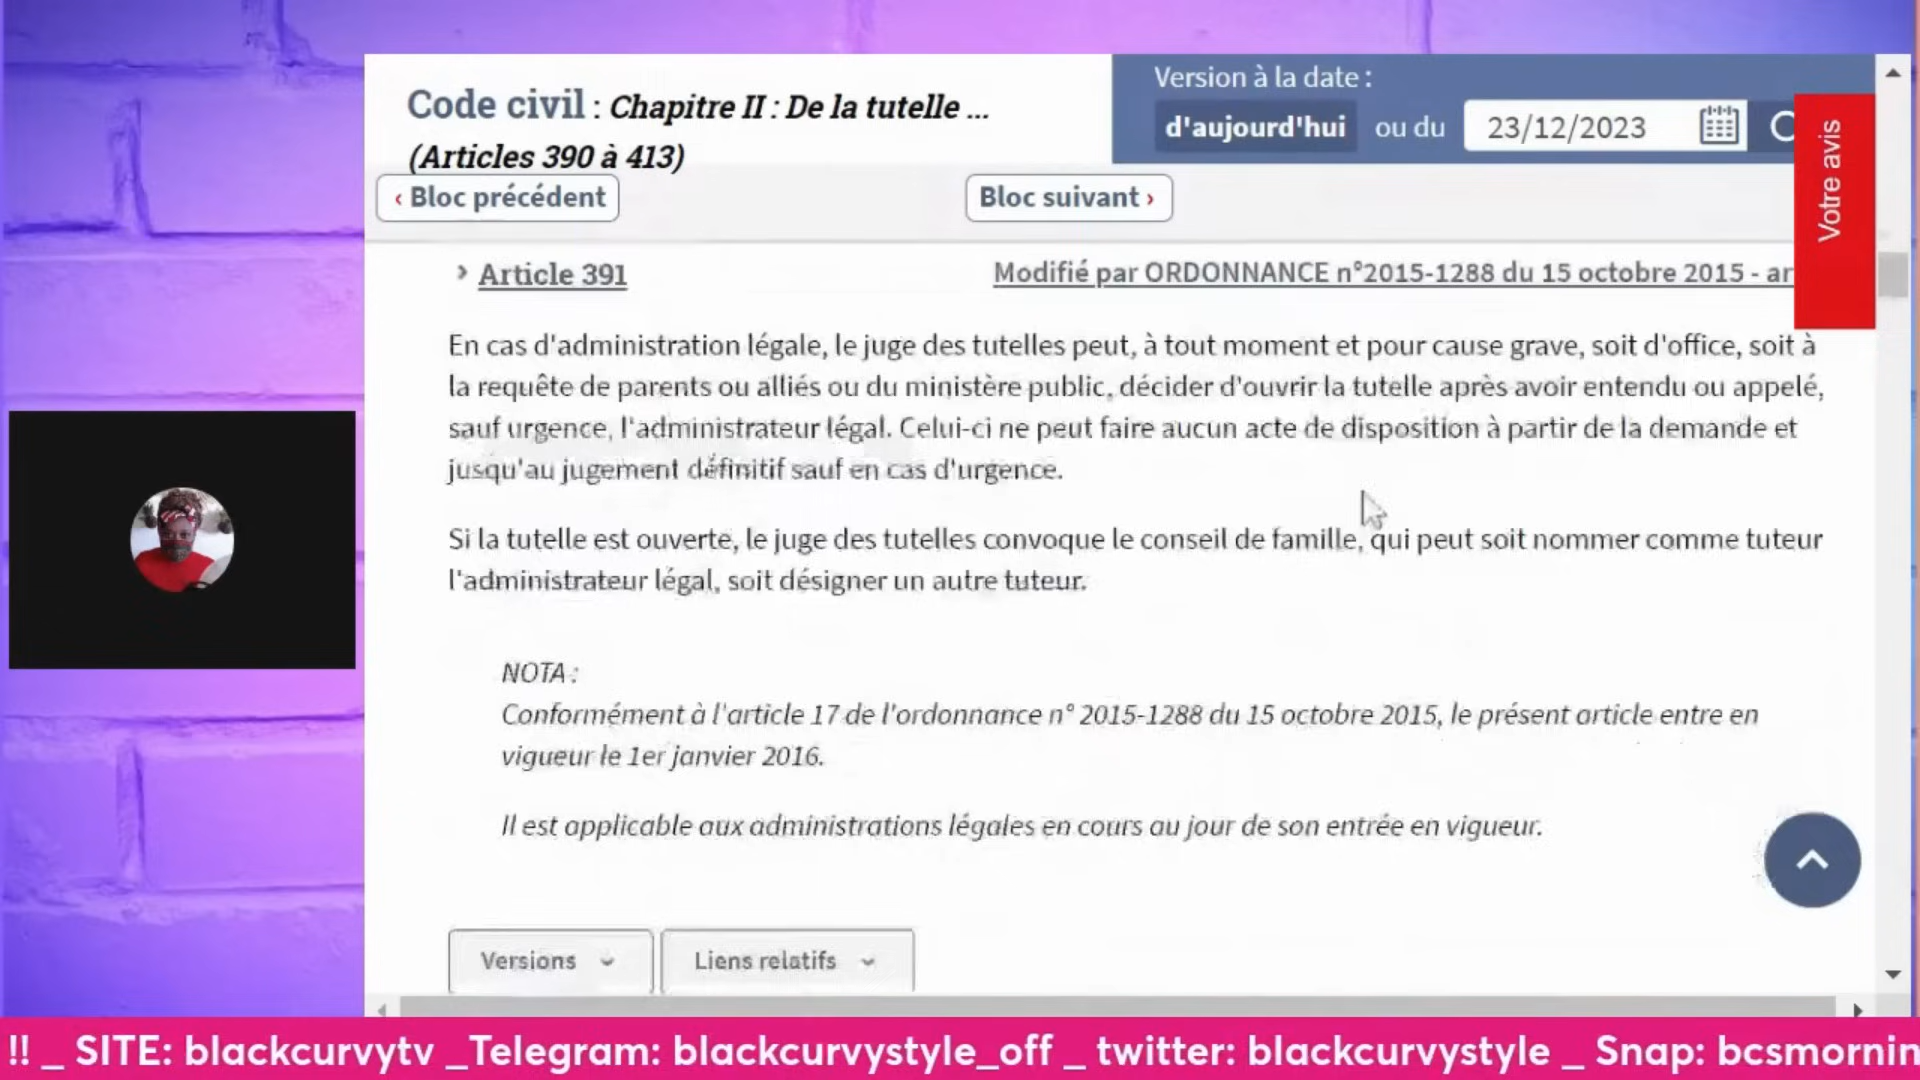 Code civil : Chapitre II : De la tutelle ...
(Articles 390 à 413)
Version à la date :
d'aujourd'hui ou du 23/12/2023
Votre avis
‹ Bloc précédent
Bloc suivant ›
Article 391
Modifié par ORDONNANCE n°2015-1288 du 15 octobre 2015 - ar
En cas d'administration légale, le juge des tutelles peut, à tout moment et pour cause grave, soit d'office, soit à
la requête de parents ou alliés ou du ministère public, décider d'ouvrir la tutelle après avoir entendu ou appelé,
sauf urgence, l'administrateur légal. Celui-ci ne peut faire aucun acte de disposition à partir de la demande et
jusqu'au jugement définitif sauf en cas d'urgence.
Si la tutelle est ouverte, le juge des tutelles convoque le conseil de famille, qui peut soit nommer comme tuteur
l'administrateur légal, soit désigner un autre tuteur.
NOTA :
Conformément à l'article 17 de l'ordonnance n° 2015-1288 du 15 octobre 2015, le présent article entre en
vigueur le 1er janvier 2016.
Il est applicable aux administrations légales en cours au jour de son entrée en vigueur.
Versions
Liens relatifs
!! _ SITE: blackcurvytv _Telegram: blackcurvystyle_off _ twitter: blackcurvystyle _ Snap: bcsmornin